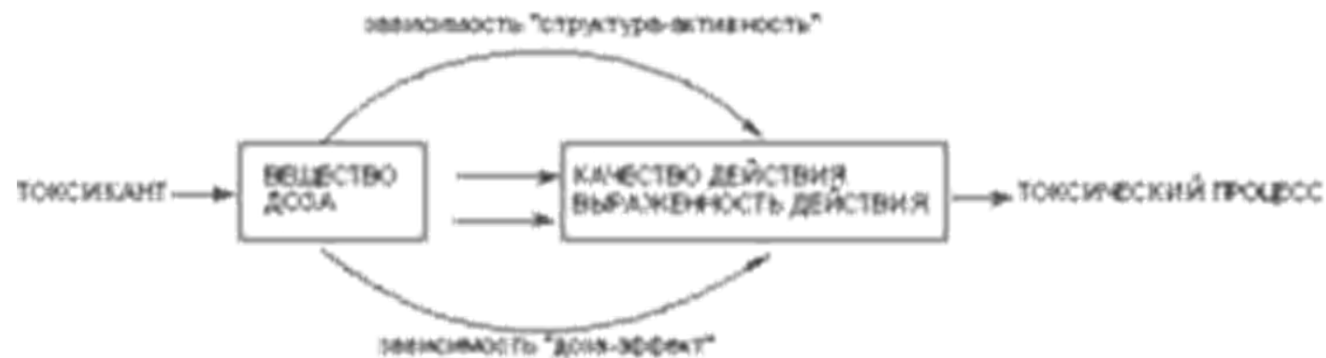 зависимость "структура-активность"
ТОКСИКАНТ
ВЕЩЕСТВО
ДОЗА
КАЧЕСТВО ДЕЙСТВИЯ
ВЫРАЖЕННОСТЬ ДЕЙСТВИЯ
ТОКСИЧЕСКИЙ ПРОЦЕСС
зависимость "доза-эффект"